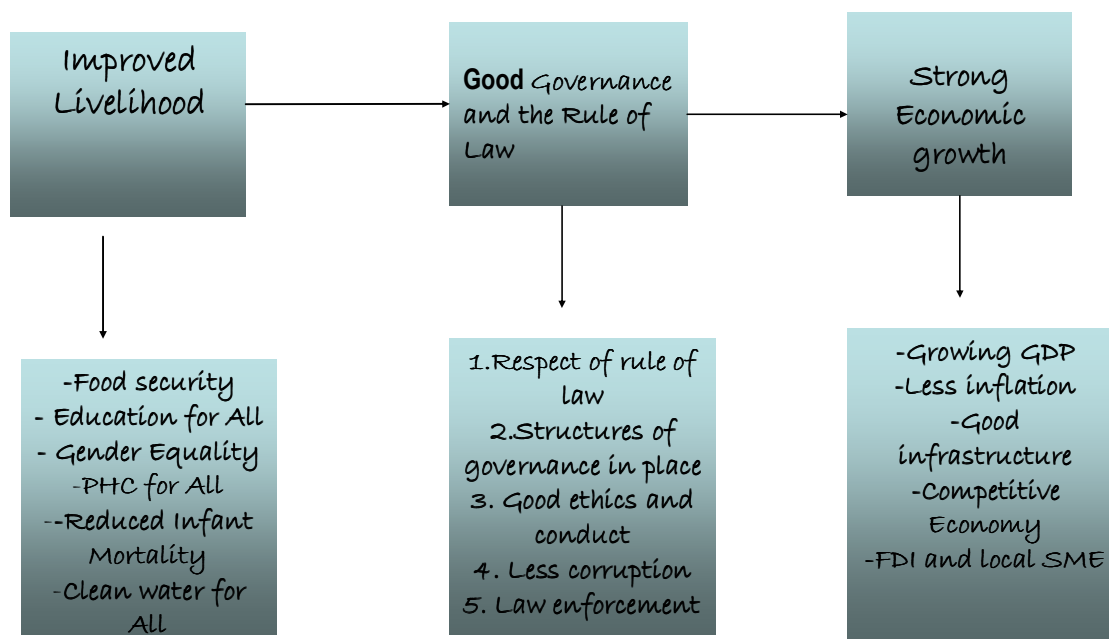 Improved
Livelihood
Good Governance
and the Rule of
Law
Strong
Economic
growth
-Food security
- Education for All
- Gender Equality
-PHC for All
--Reduced Infant
Mortality
-Clean water for
All
1.Respect of rule of
law
2.Structures of
governance in place
3. Good ethics and
conduct
4. Less corruption
5. Law enforcement
-Growing GDP
-Less inflation
-Good
infrastructure
-Competitive
Economy
-FDI and local SME